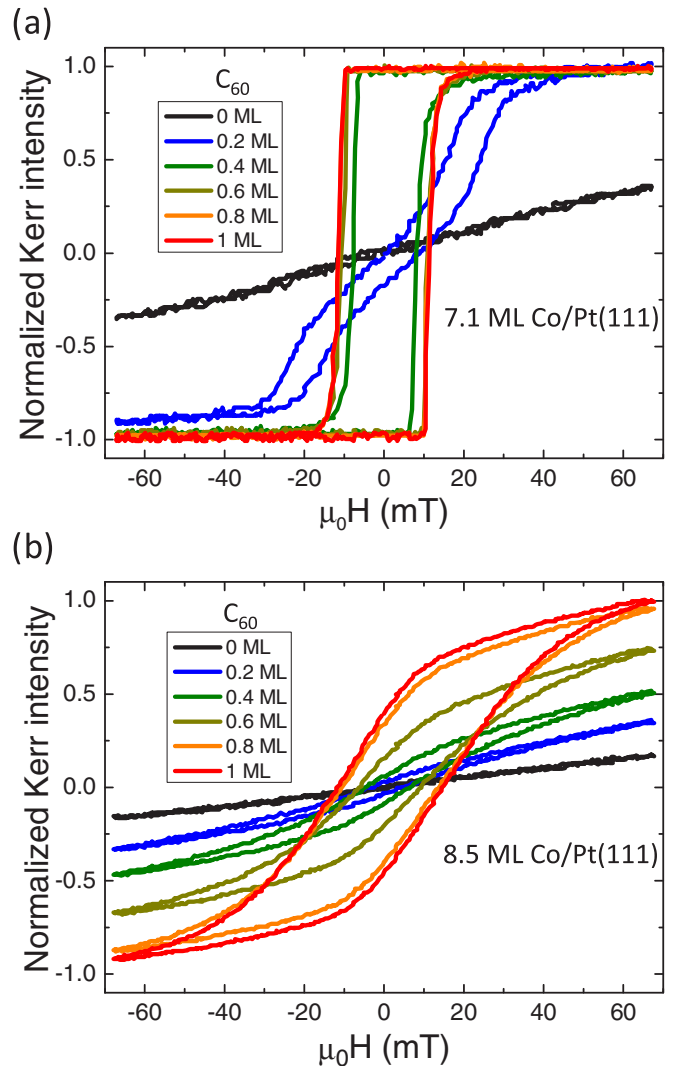 (a)
1.0
0.5
0.0
-0.5
-1.0
Normalized Kerr intensity
C60
0 ML
0.2 ML
0.4 ML
0.6 ML
0.8 ML
1 ML
7.1 ML Co/Pt(111)
-60 -40 -20 0 20 40 60
μ0H (mT)
(b)
1.0
0.5
0.0
-0.5
-1.0
Normalized Kerr intensity
C60
0 ML
0.2 ML
0.4 ML
0.6 ML
0.8 ML
1 ML
8.5 ML Co/Pt(111)
-60 -40 -20 0 20 40 60
μ0H (mT)